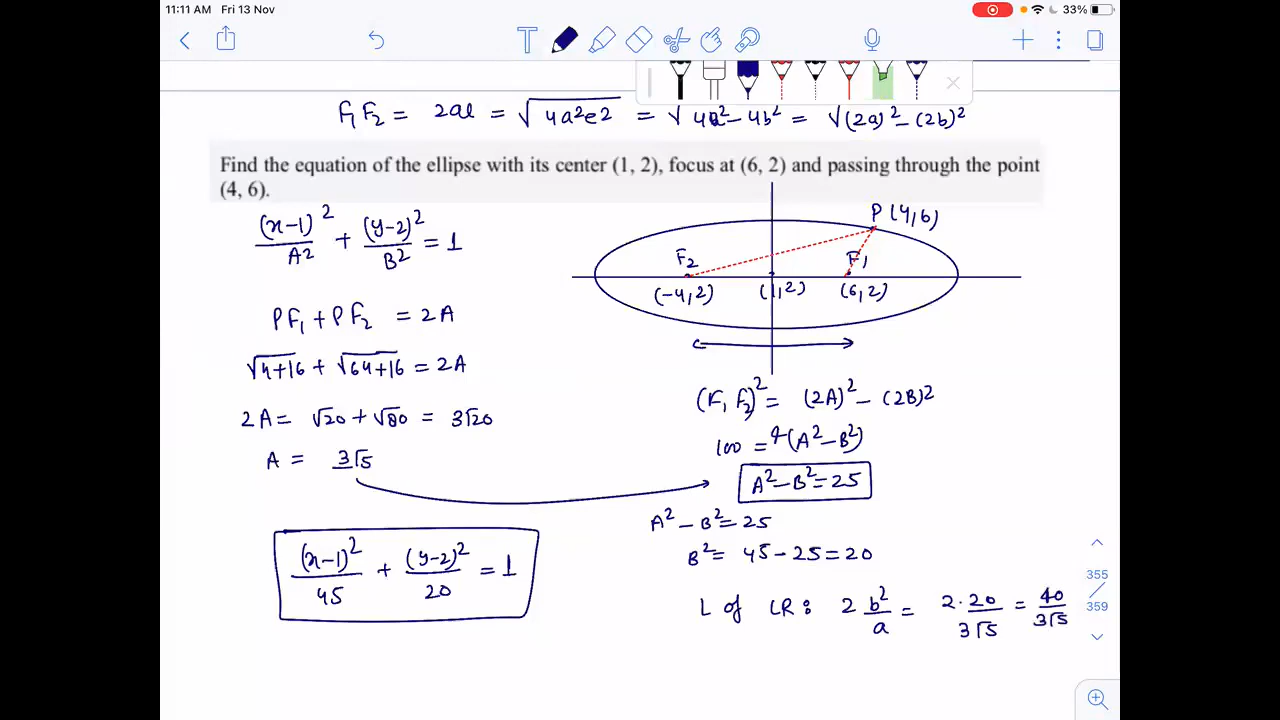 11:11 AM Fri 13 Nov
33%
F₁F₂ = 2ae = √4a²e² = √4a²-4b² = √(2a)²-(2b)²
Find the equation of the ellipse with its center (1, 2), focus at (6, 2) and passing through the point
(4, 6).
(x-1)²/A² + (y-2)²/B² = 1
P(4,6)
F₂
F₁
(-4,2) (1,2) (6,2)
PF₁ + PF₂ = 2A
√4+16 + √64+16 = 2A
2A = √20 + √80 = 3√20
A = 3√5
(F₁F₂)² = (2A)² - (2B)²
100 = 4(A²-B²)
A²-B²=25
A²-B²=25
B² = 45-25=20
(x-1)²/45 + (y-2)²/20 = 1
L of LR: 2 b²/a = 2·20/3√5 = 40/3√5
355
359